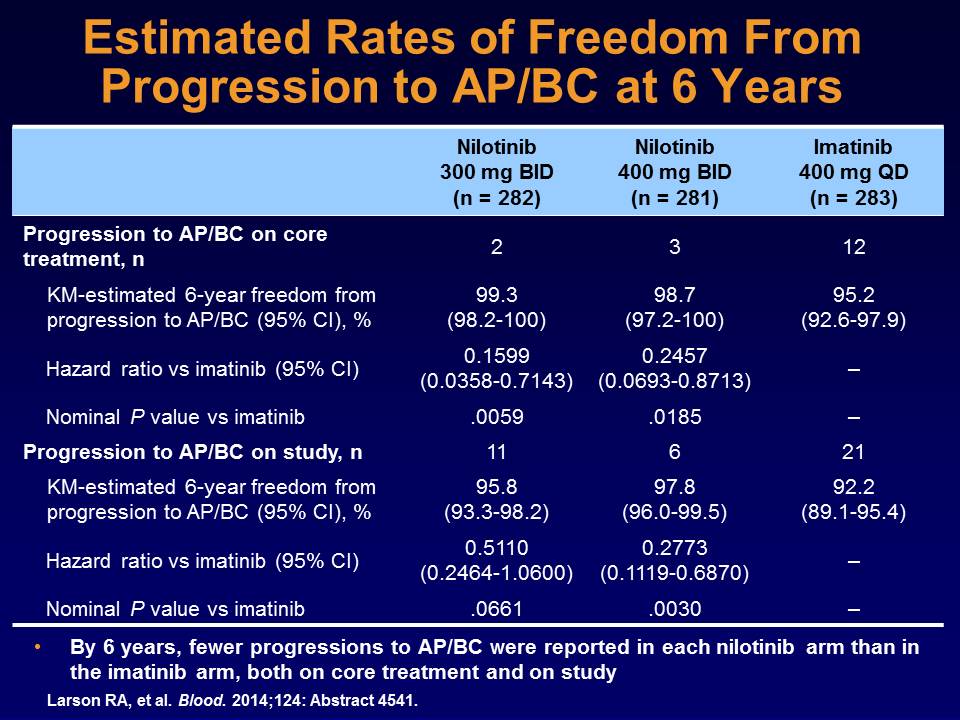 Estimated Rates of Freedom From
Progression to AP/BC at 6 Years
Nilotinib 300 mg BID (n = 282) Nilotinib 400 mg BID (n = 281) Imatinib 400 mg QD (n = 283)
Progression to AP/BC on core treatment, n 2 3 12
KM-estimated 6-year freedom from progression to AP/BC (95% CI), % 99.3 (98.2-100) 98.7 (97.2-100) 95.2 (92.6-97.9)
Hazard ratio vs imatinib (95% CI) 0.1599 (0.0358-0.7143) 0.2457 (0.0693-0.8713) –
Nominal P value vs imatinib .0059 .0185 –
Progression to AP/BC on study, n 11 6 21
KM-estimated 6-year freedom from progression to AP/BC (95% CI), % 95.8 (93.3-98.2) 97.8 (96.0-99.5) 92.2 (89.1-95.4)
Hazard ratio vs imatinib (95% CI) 0.5110 (0.2464-1.0600) 0.2773 (0.1119-0.6870) –
Nominal P value vs imatinib .0661 .0030 –
• By 6 years, fewer progressions to AP/BC were reported in each nilotinib arm than in
the imatinib arm, both on core treatment and on study
Larson RA, et al. Blood. 2014;124: Abstract 4541.